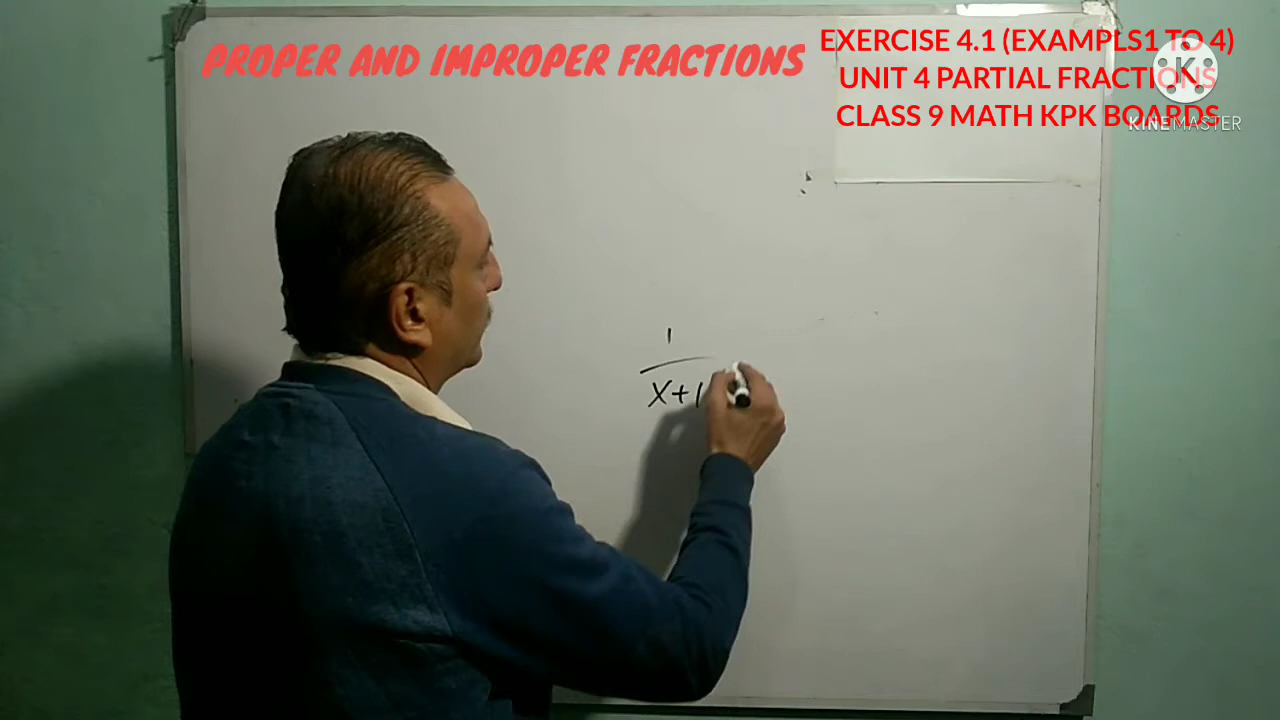 PROPER AND IMPROPER FRACTIONS
EXERCISE 4.1 (EXAMPLS1 TO 4)
UNIT 4 PARTIAL FRACTIONS
CLASS 9 MATH KPK BOARDS
K
KINEMASTER
1
x+1